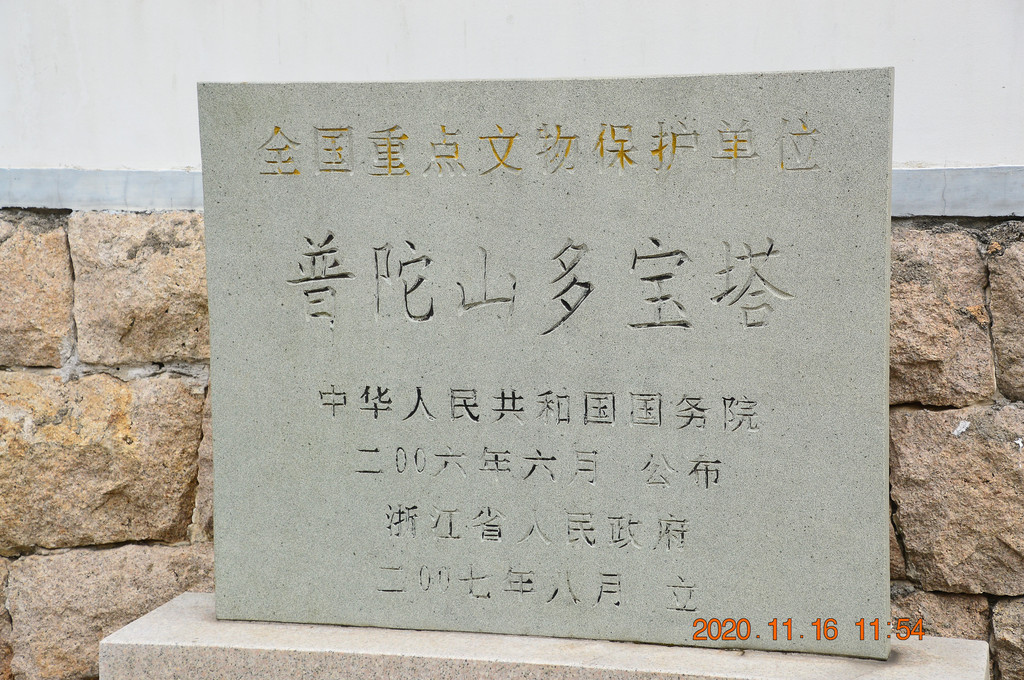 全国重点文物保护单位
普陀山多宝塔
中华人民共和国国务院
二00六年六月 公布
浙江省人民政府
二00七年八月 立
2020.11.16 11:54